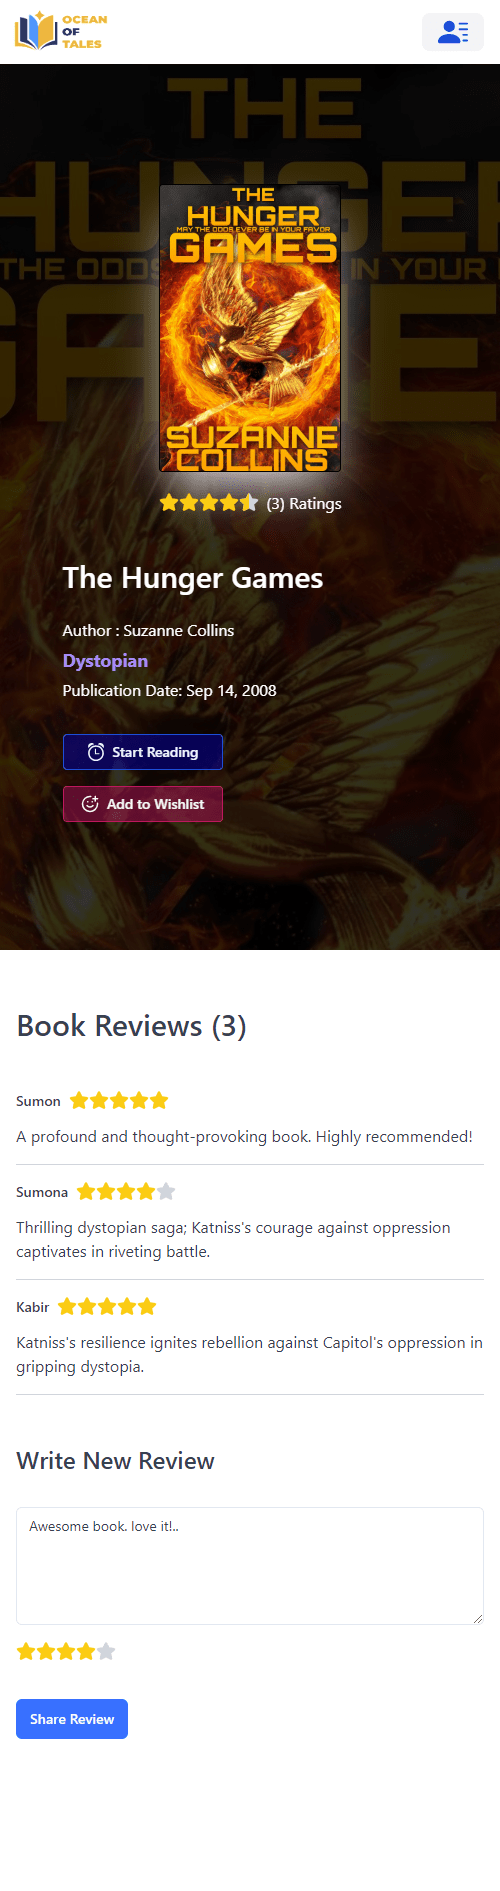 OCEAN
OF
TALES
THE
HUNGER
THE ODDS
IN YOUR
GAME
THE
HUNGER
MAY THE ODDS EVER BE IN YOUR FAVOR
GAMES
SUZANNE
COLLINS
(3) Ratings
The Hunger Games
Author : Suzanne Collins
Dystopian
Publication Date: Sep 14, 2008
Start Reading
Add to Wishlist
Book Reviews (3)
Sumon
A profound and thought-provoking book. Highly recommended!
Sumona
Thrilling dystopian saga; Katniss's courage against oppression
captivates in riveting battle.
Kabir
Katniss's resilience ignites rebellion against Capitol's oppression in
gripping dystopia.
Write New Review
Awesome book. love it!..
Share Review